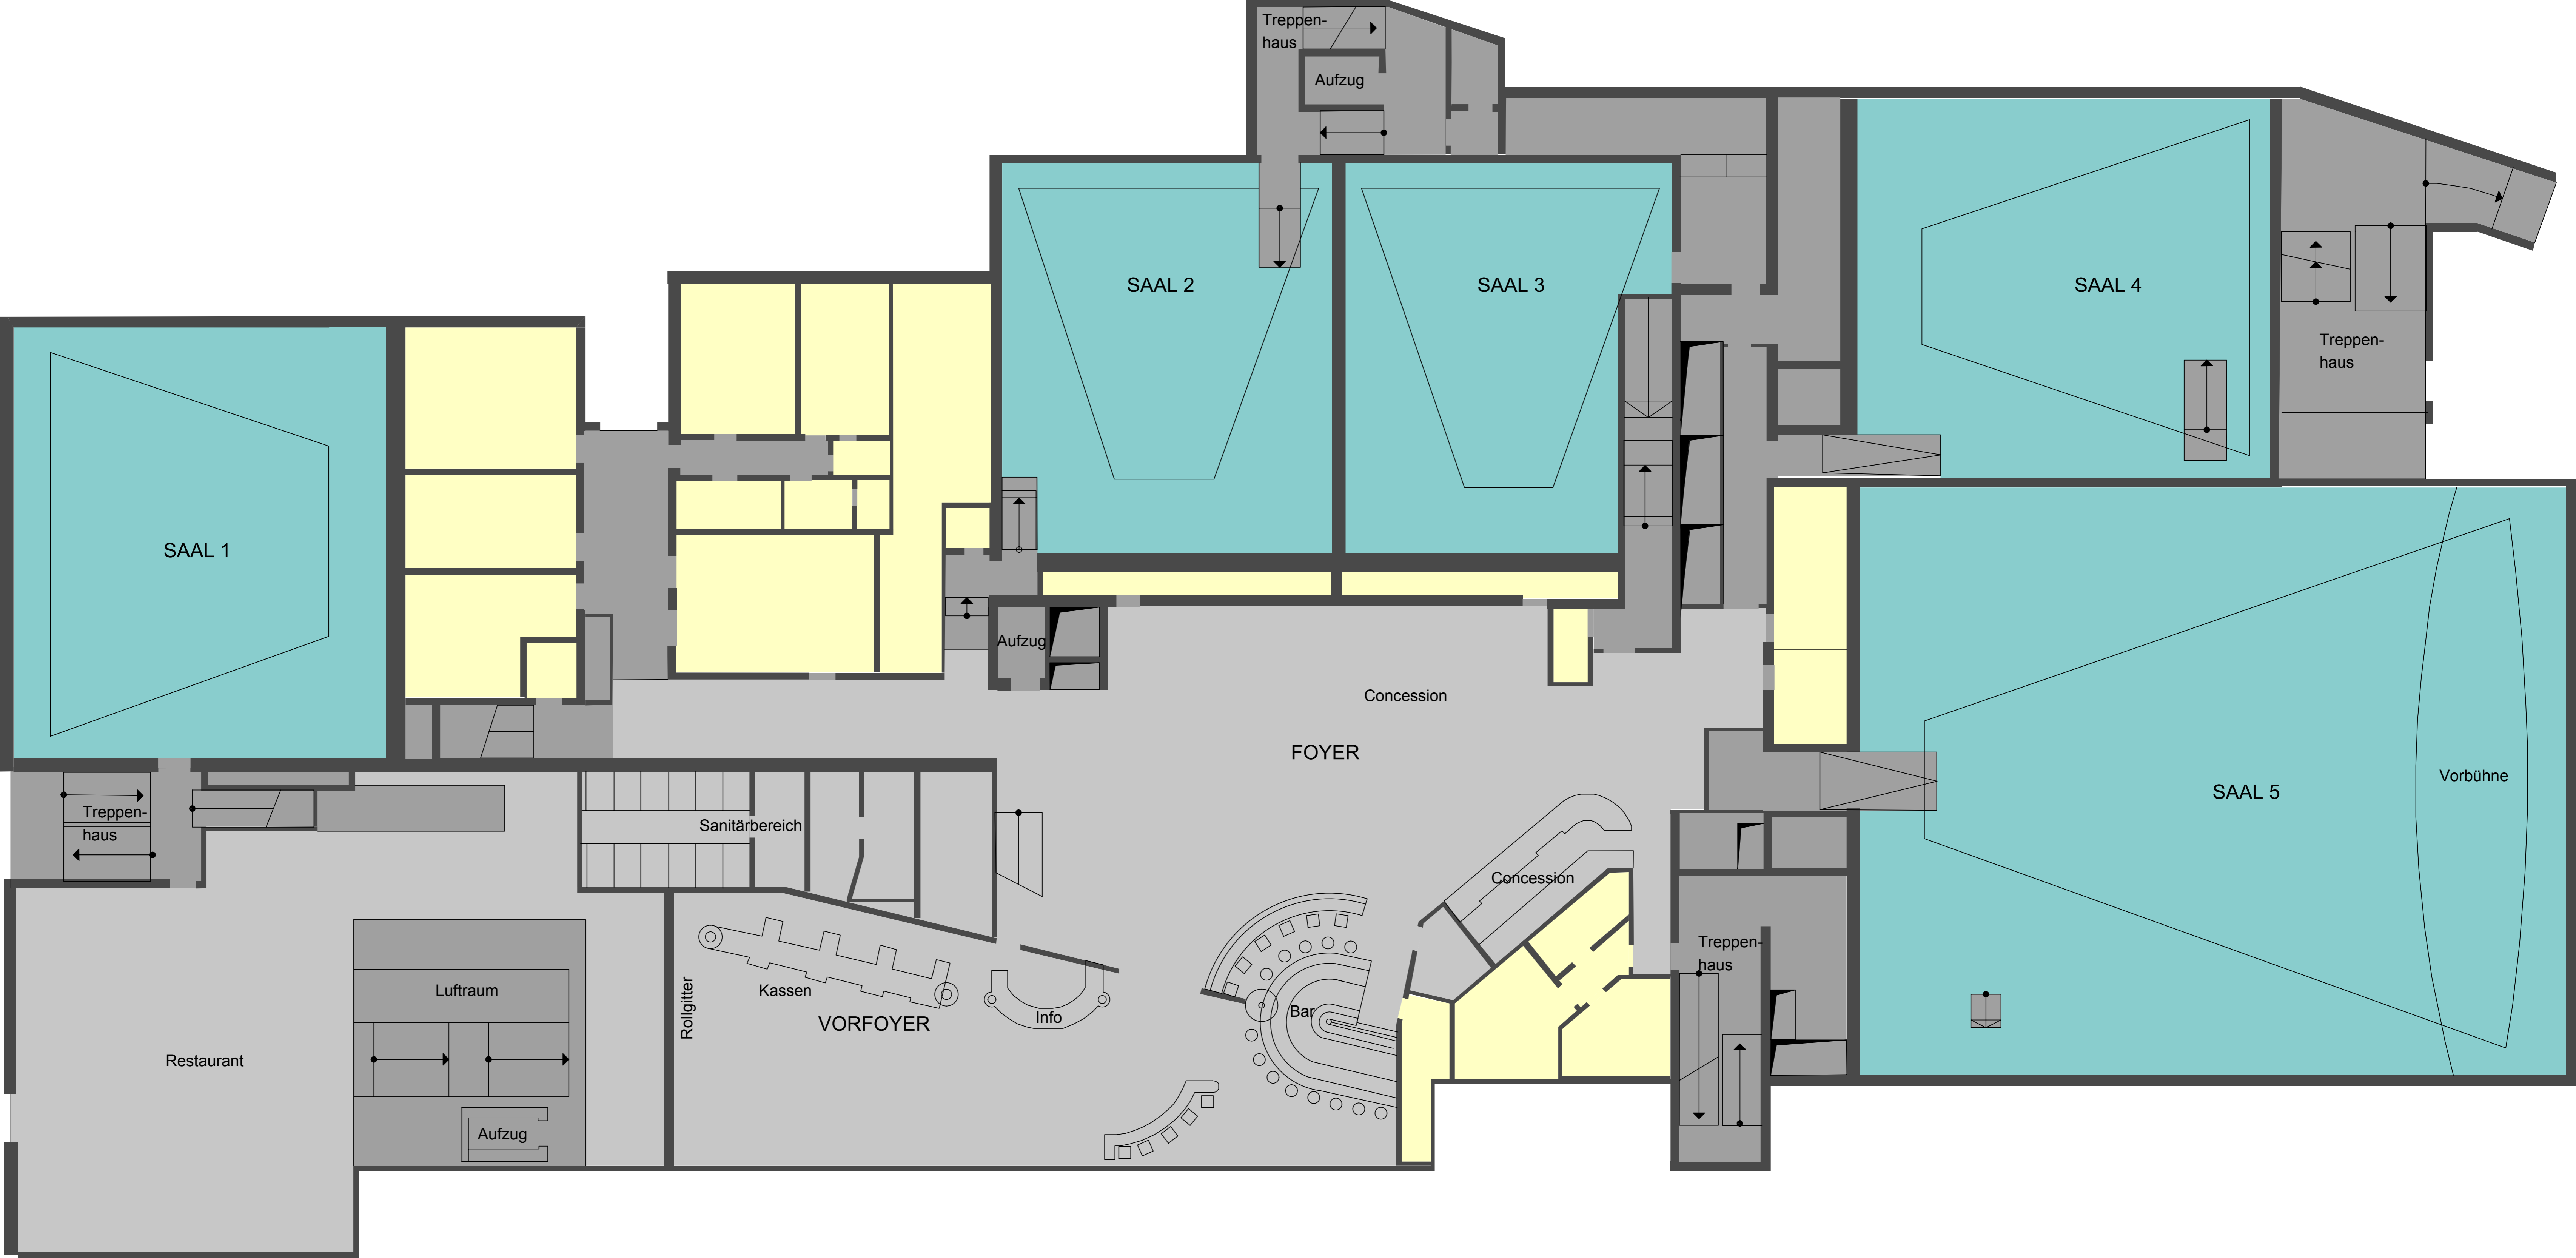 Treppen-
haus
Aufzug
SAAL 2
SAAL 3
SAAL 4
Treppen-
haus
SAAL 1
Aufzug
Concession
FOYER
Vorbühne
SAAL 5
Treppen-
haus
Sanitärbereich
Concession
Treppen-
haus
Luftraum
Rollgitter
Kassen
Info
Bar
VORFOYER
Restaurant
Aufzug